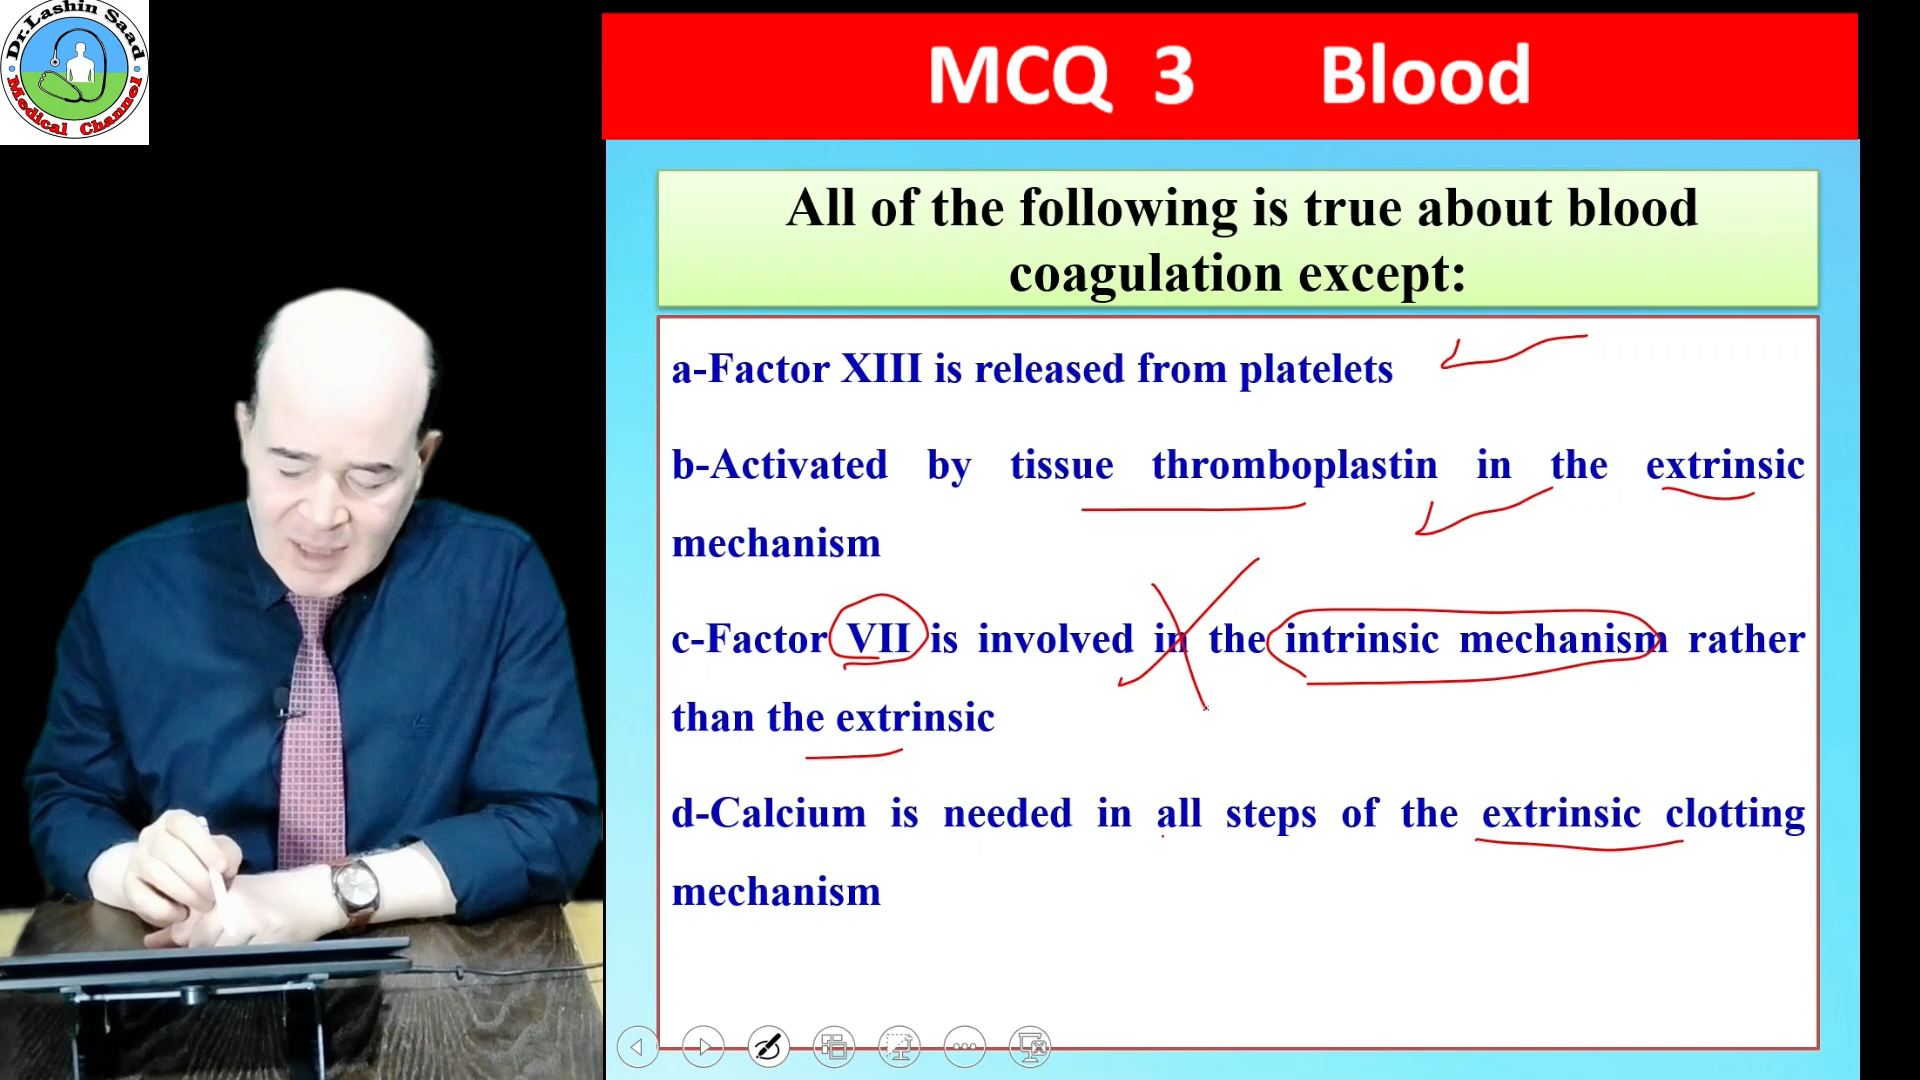 Dr.Lashin Saad
Medical Channel
MCQ 3 Blood
All of the following is true about blood
coagulation except:
a-Factor XIII is released from platelets
b-Activated by tissue thromboplastin in the extrinsic
mechanism
c-Factor VII is involved in the intrinsic mechanism rather
than the extrinsic
d-Calcium is needed in all steps of the extrinsic clotting
mechanism